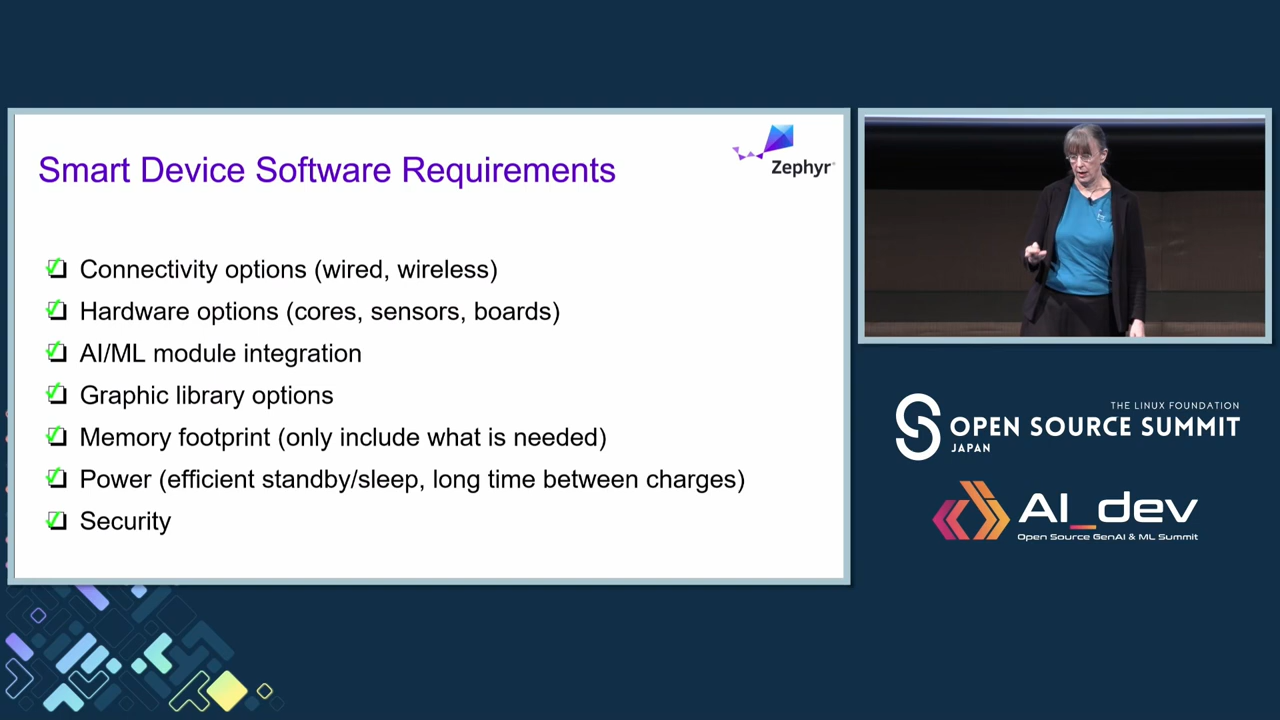 Smart Device Software Requirements
Zephyr
Connectivity options (wired, wireless)
Hardware options (cores, sensors, boards)
AI/ML module integration
Graphic library options
Memory footprint (only include what is needed)
Power (efficient standby/sleep, long time between charges)
Security
THE LINUX FOUNDATION
OPEN SOURCE SUMMIT
JAPAN
AI_dev
Open Source GenAI & ML Summit